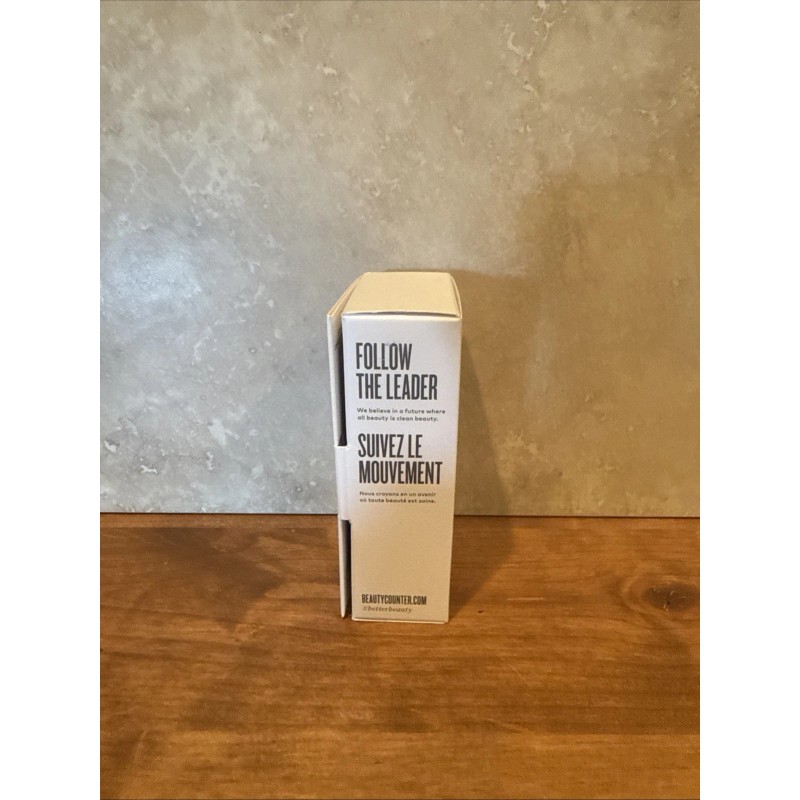 FOLLOW
THE LEADER
We believe in a future where
all beauty is clean beauty.
SUIVEZ LE
MOUVEMENT
Nous croyons en un avenir
où toute beauté est saine.
BEAUTYCOUNTER.COM
#betterbeauty